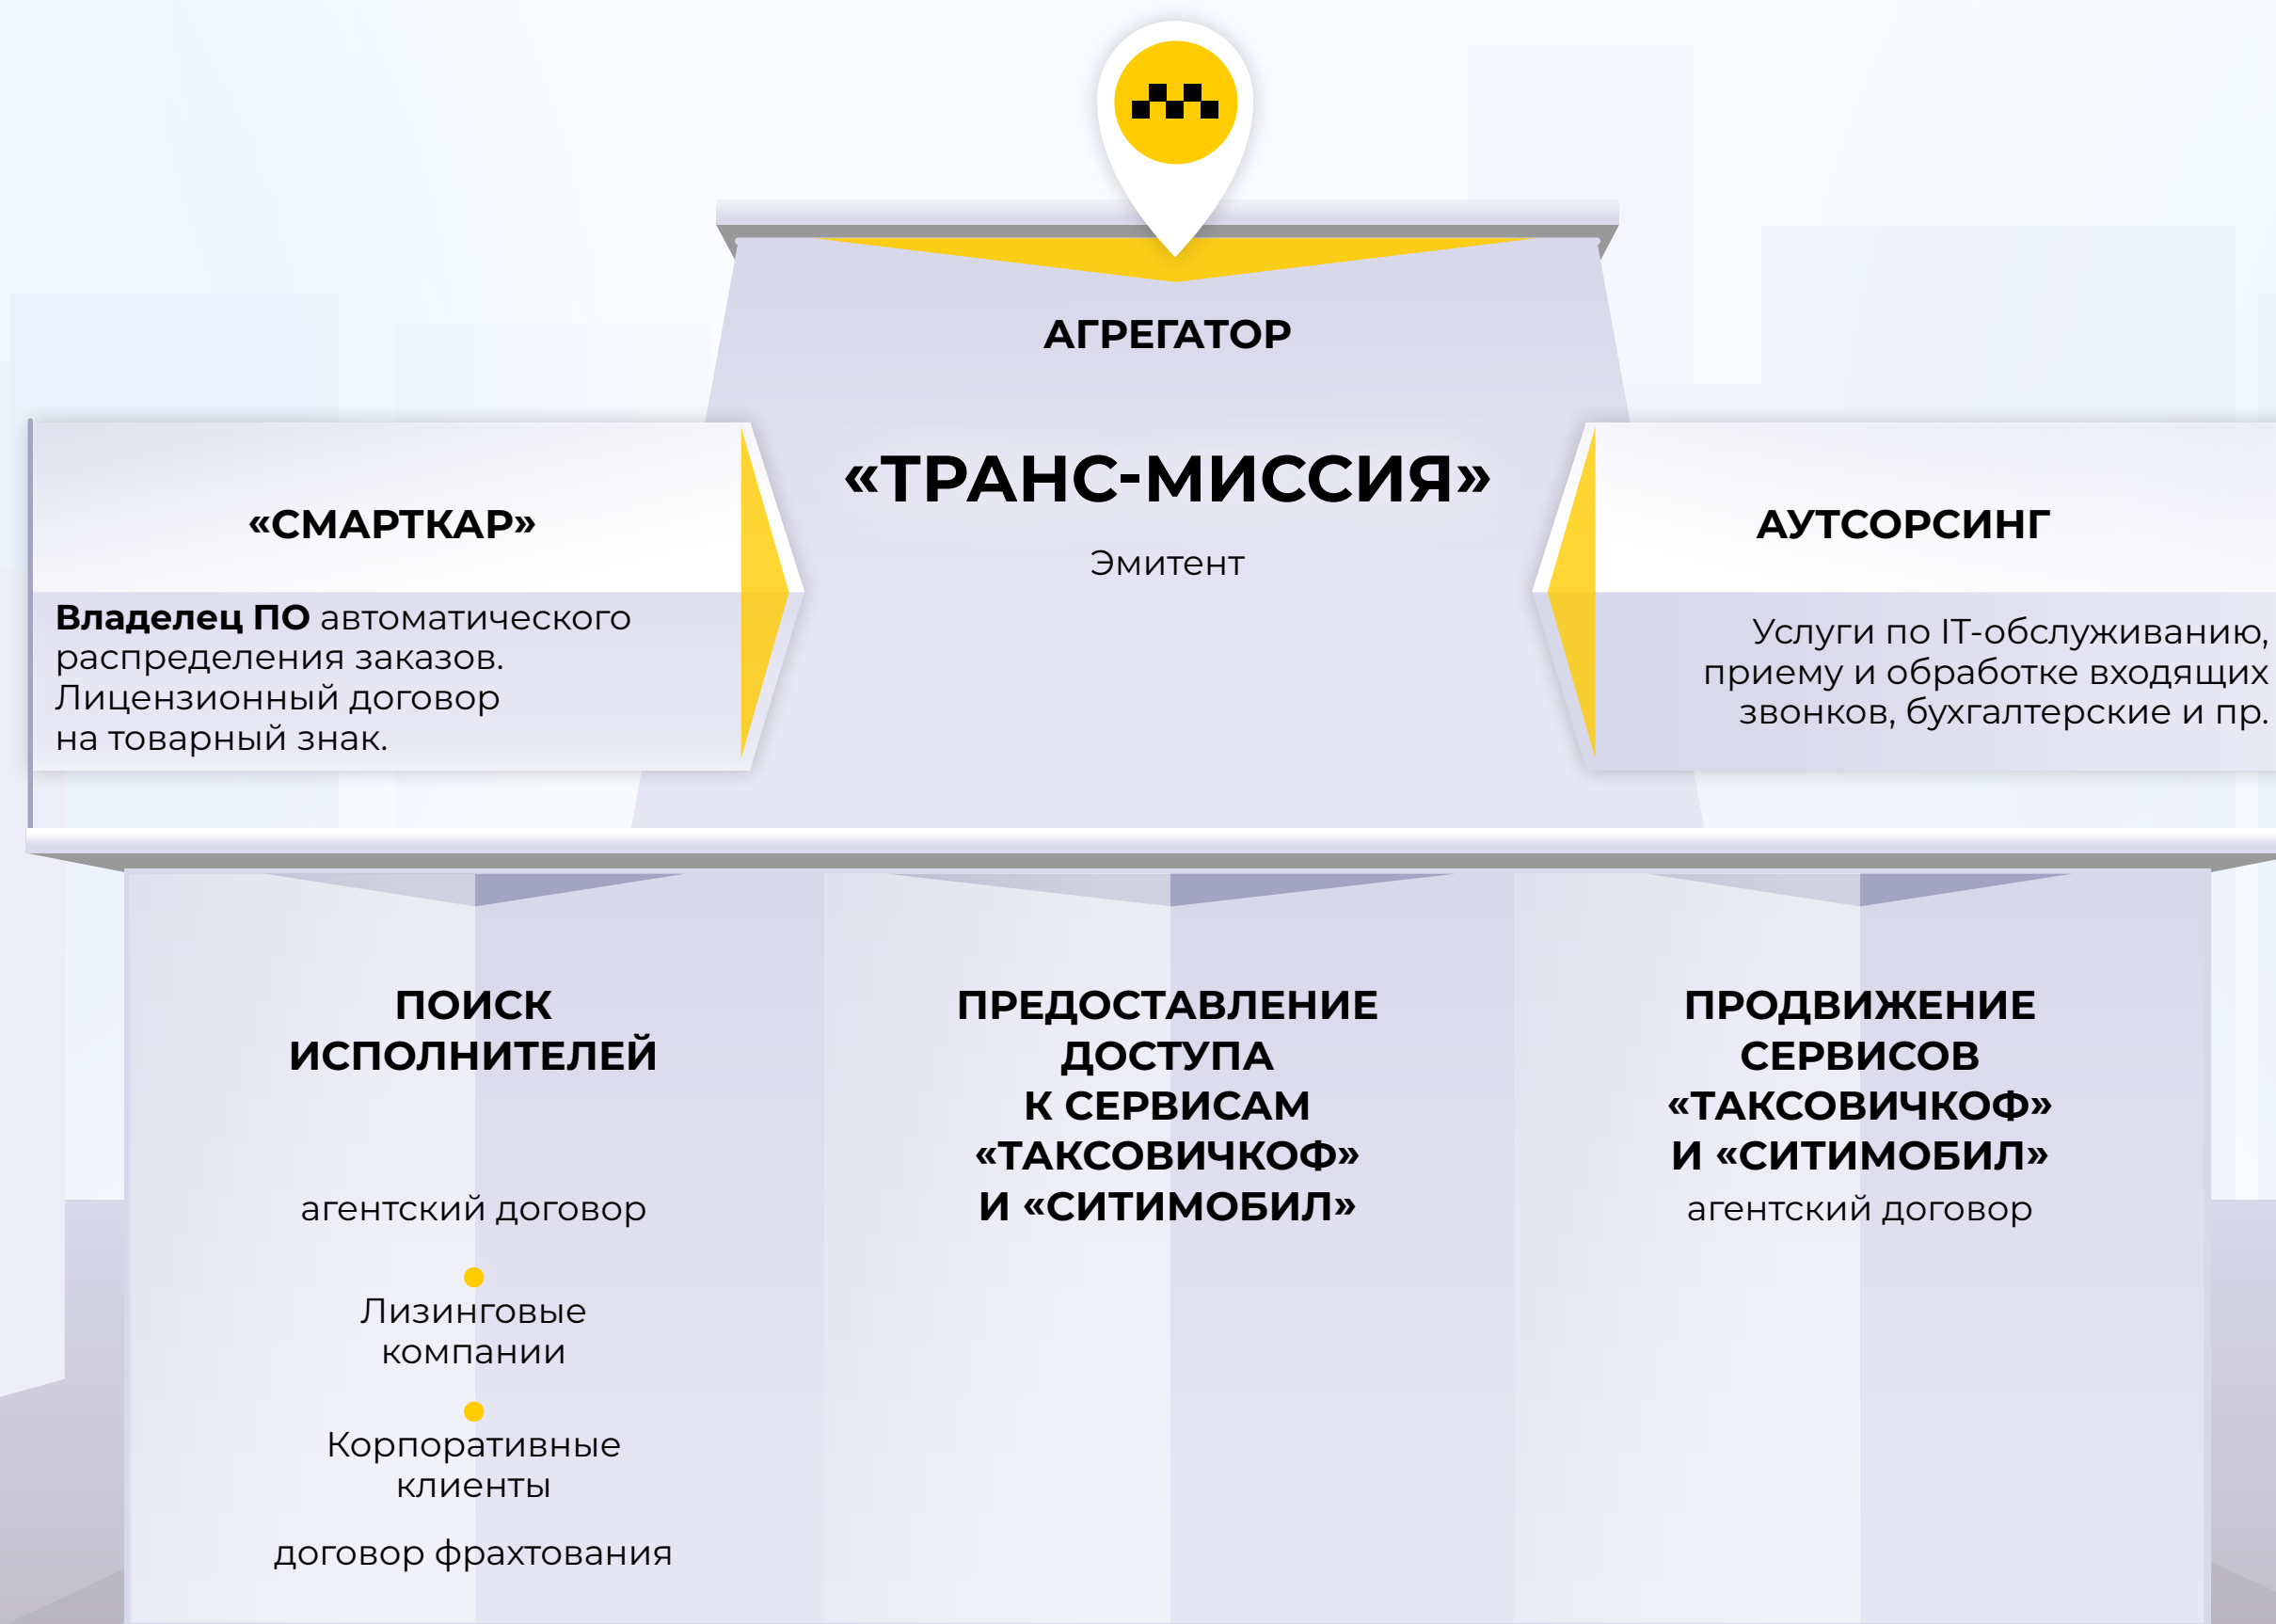 АГРЕГАТОР
«ТРАНС-МИССИЯ»
Эмитент
«СМАРТКАР»
Владелец ПО автоматического
распределения заказов.
Лицензионный договор
на товарный знак.
АУТСОРСИНГ
Услуги по IT-обслуживанию,
приему и обработке входящих
звонков, бухгалтерские и пр.
ПОИСК
ИСПОЛНИТЕЛЕЙ
агентский договор
Лизинговые
компании
Корпоративные
клиенты
договор фрахтования
ПРЕДОСТАВЛЕНИЕ
ДОСТУПА
К СЕРВИСАМ
«ТАКСОВИЧКОФ»
И «СИТИМОБИЛ»
ПРОДВИЖЕНИЕ
СЕРВИСОВ
«ТАКСОВИЧКОФ»
И «СИТИМОБИЛ»
агентский договор